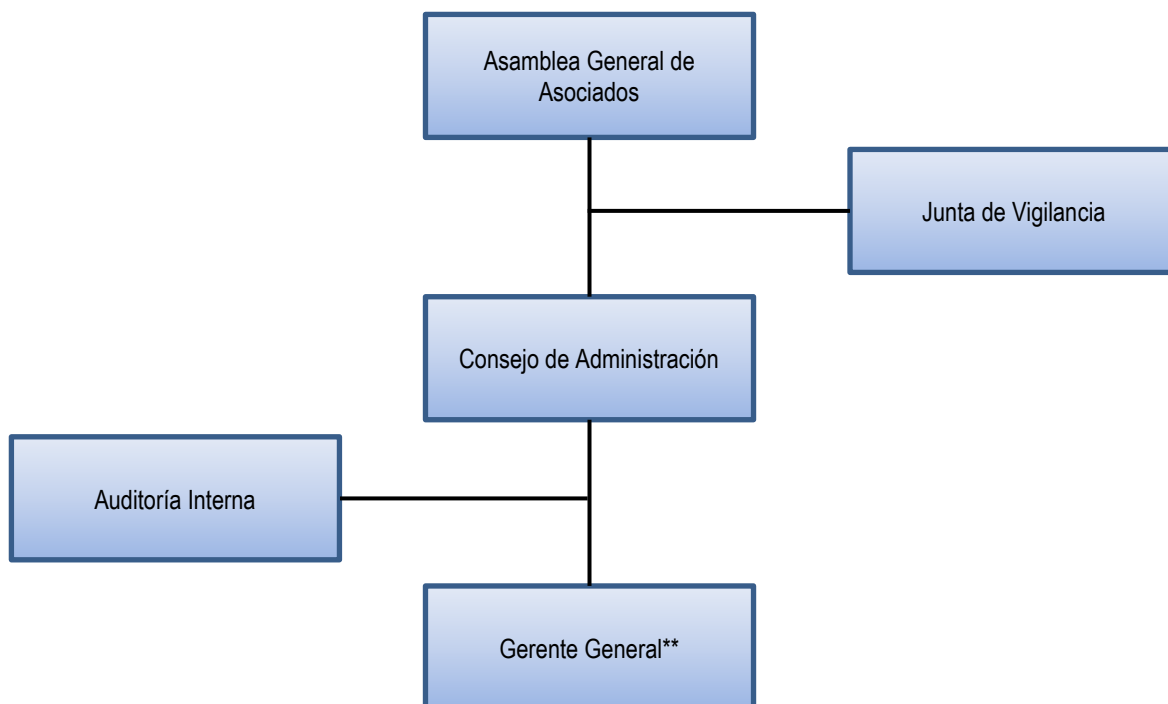 Asamblea General de
Asociados
Junta de Vigilancia
Consejo de Administración
Auditoría Interna
Gerente General**